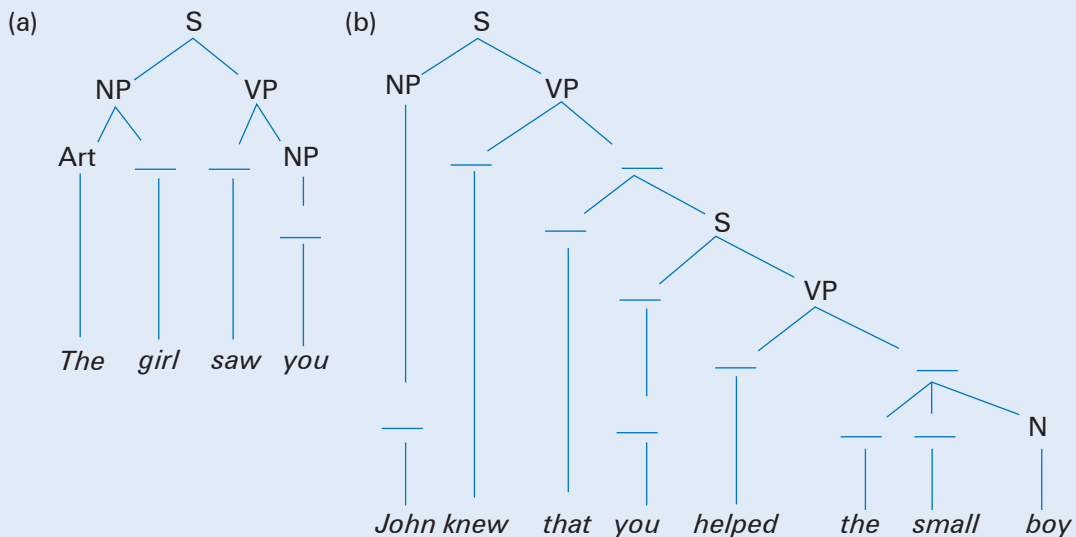 (a) S (b) S
NP VP NP VP
Art NP
S
VP
The girl saw you
N
John knew that you helped the small boy